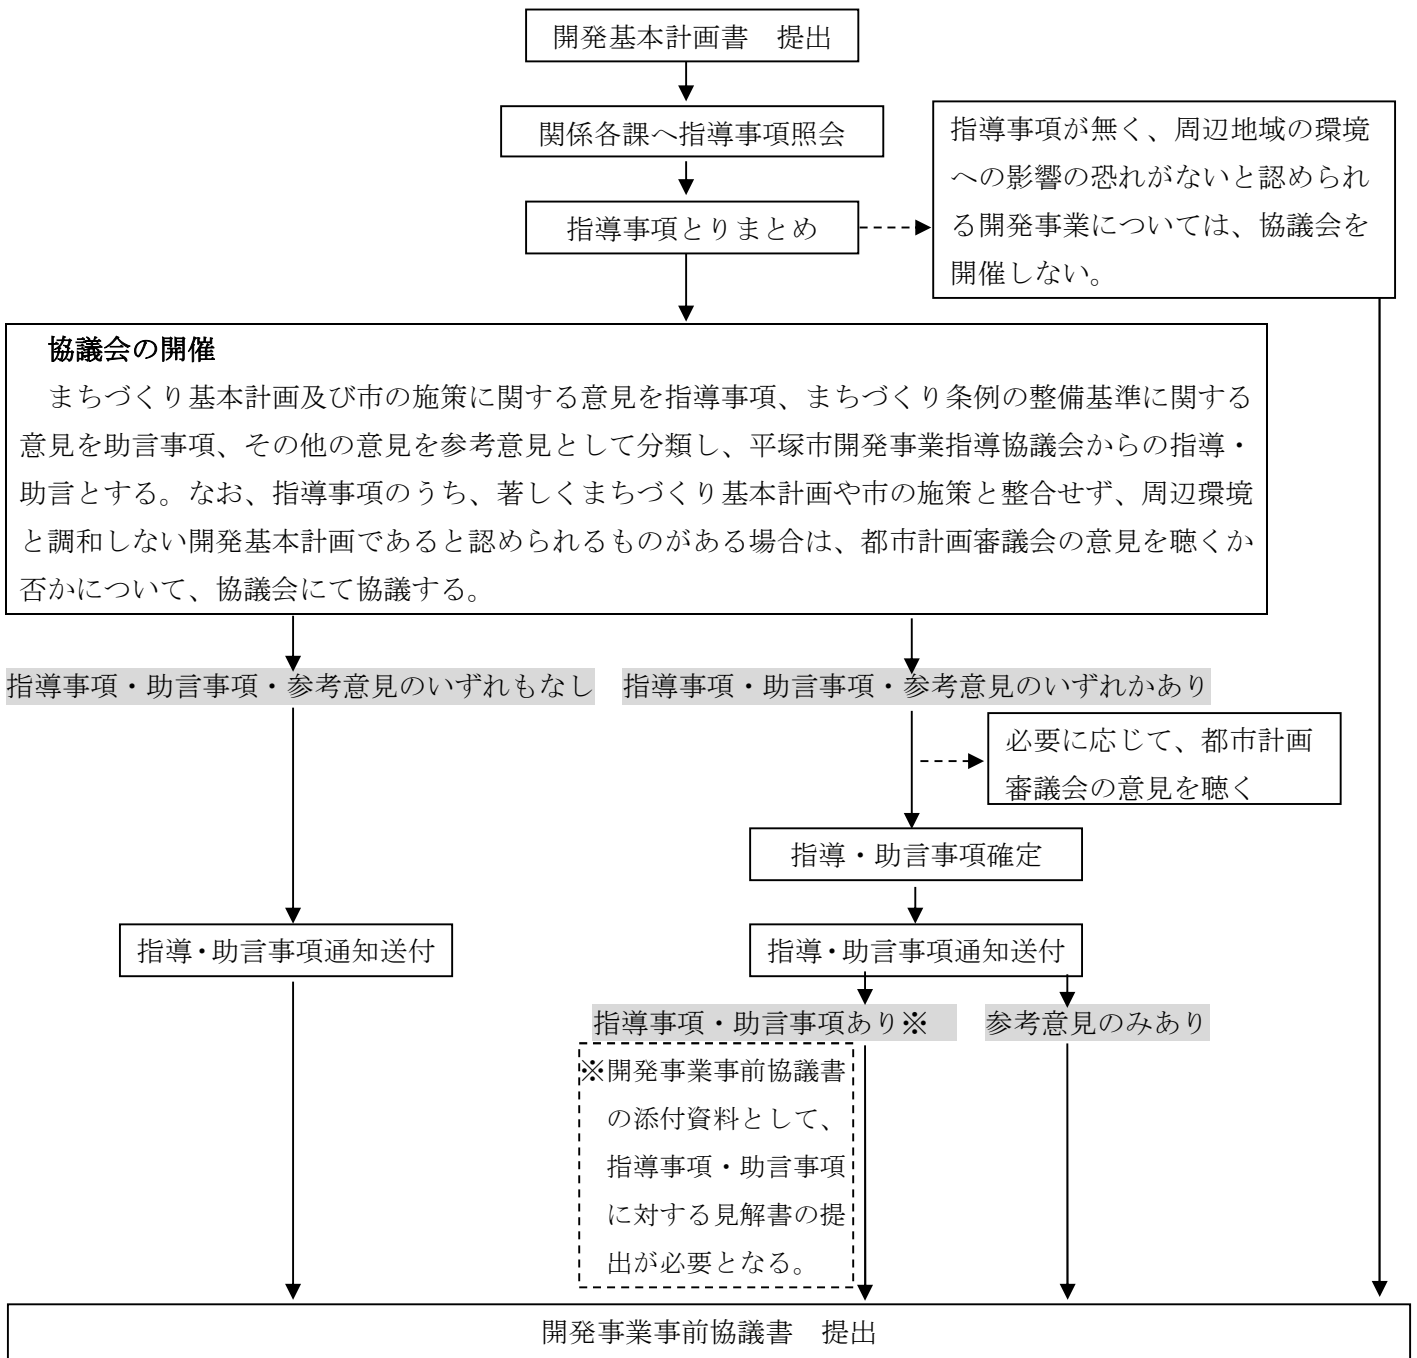 開発基本計画書　提出
関係各課へ指導事項照会
指導事項とりまとめ
指導事項が無く、周辺地域の環境
への影響の恐れがないと認められ
る開発事業については、協議会を
開催しない。
協議会の開催
まちづくり基本計画及び市の施策に関する意見を指導事項、まちづくり条例の整備基準に関する
意見を助言事項、その他の意見を参考意見として分類し、平塚市開発事業指導協議会からの指導・
助言とする。なお、指導事項のうち、著しくまちづくり基本計画や市の施策と整合せず、周辺環境
と調和しない開発基本計画であると認められるものがある場合は、都市計画審議会の意見を聴くか
否かについて、協議会にて協議する。
指導事項・助言事項・参考意見のいずれもなし
指導事項・助言事項・参考意見のいずれかあり
必要に応じて、都市計画
審議会の意見を聴く
指導・助言事項確定
指導・助言事項通知送付
指導・助言事項通知送付
指導事項・助言事項あり※
参考意見のみあり
※開発事業事前協議書
の添付資料として、
指導事項・助言事項
に対する見解書の提
出が必要となる。
開発事業事前協議書　提出